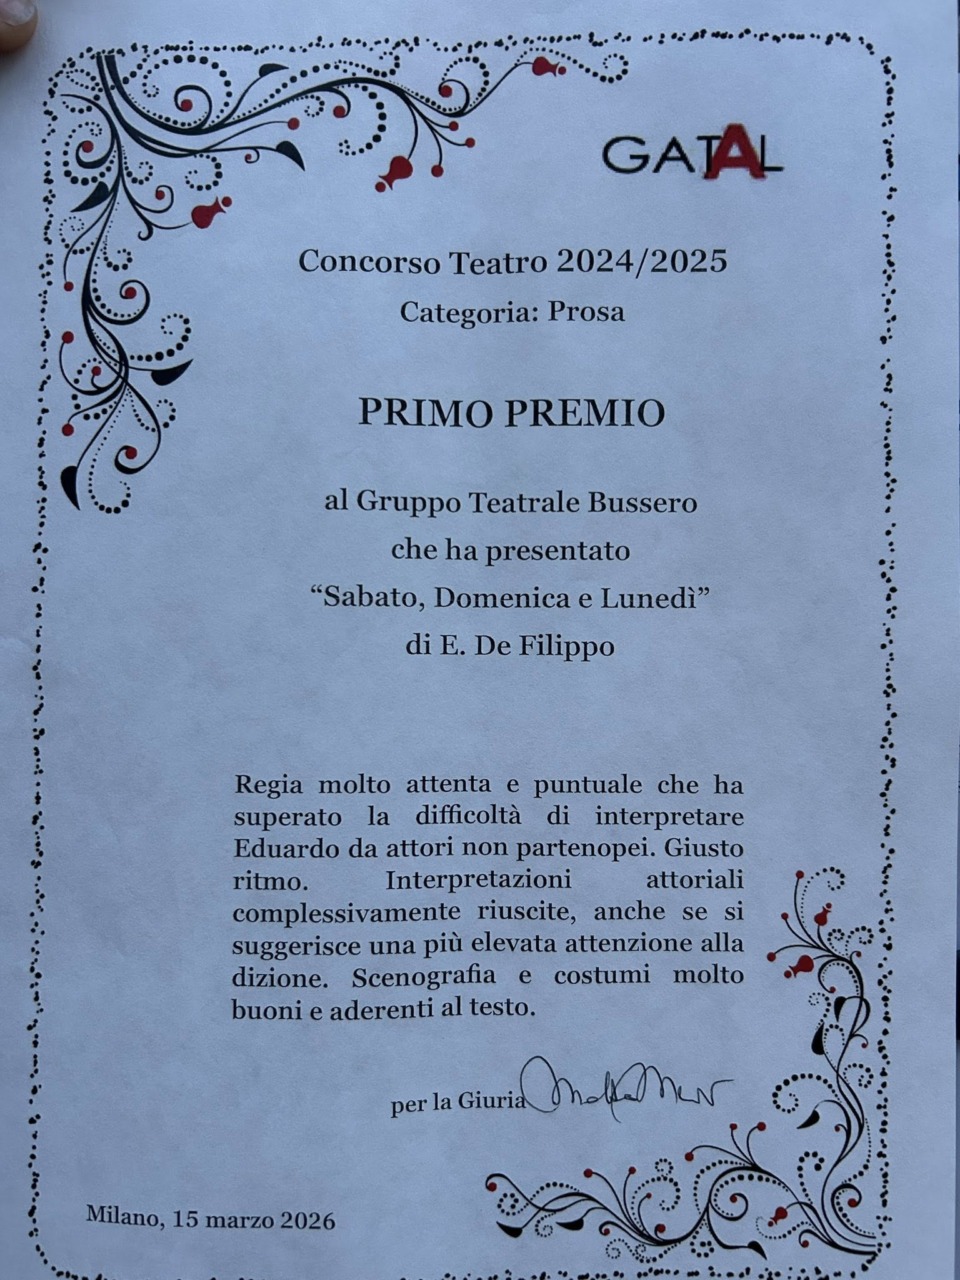 GATAL
Concorso Teatro 2024/2025
Categoria: Prosa
PRIMO PREMIO
al Gruppo Teatrale Bussero
che ha presentato
“Sabato, Domenica e Lunedì”
di E. De Filippo
Regia molto attenta e puntuale che ha
superato la difficoltà di interpretare
Eduardo da attori non partenopei. Giusto
ritmo. Interpretazioni attoriali
complessivamente riuscite, anche se si
suggerisce una più elevata attenzione alla
dizione. Scenografia e costumi molto
buoni e aderenti al testo.
per la Giuria
Milano, 15 marzo 2026